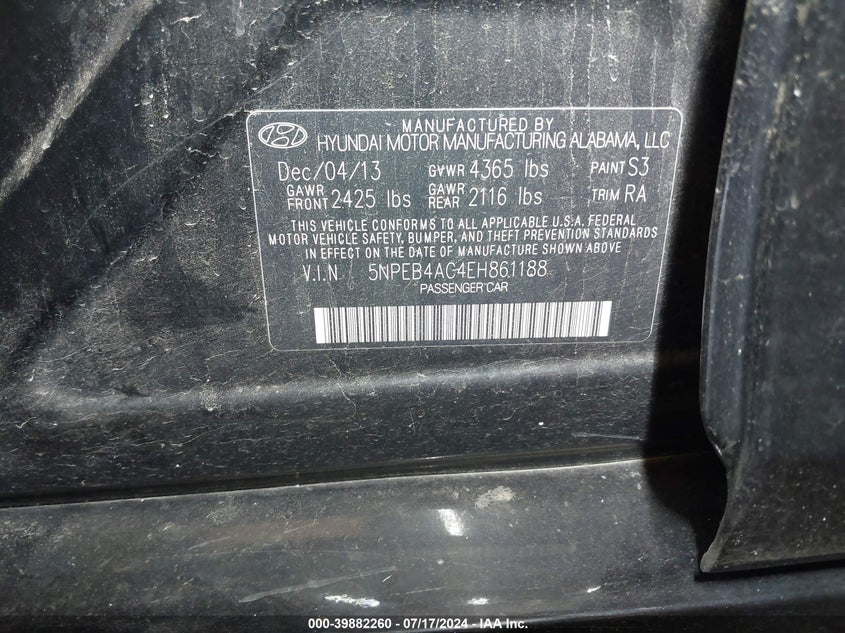 MANUFACTURED BY
HYUNDAI MOTOR MANUFACTURING ALABAMA, LLC
Dec/04/13 GVWR 4365 lbs PAINT S3
GAWR FRONT 2425 lbs GAWR REAR 2116 lbs TRIM RA
THIS VEHICLE CONFORMS TO ALL APPLICABLE U.S.A. FEDERAL
MOTOR VEHICLE SAFETY, BUMPER, AND THEFT PREVENTION STANDARDS
IN EFFECT ON THE DATE OF MANUFACTURE SHOWN ABOVE
V.I.N 5NPEB4AC4EH861188
PASSENGER CAR
000-39882260 - 07/17/2024 - IAA Inc.